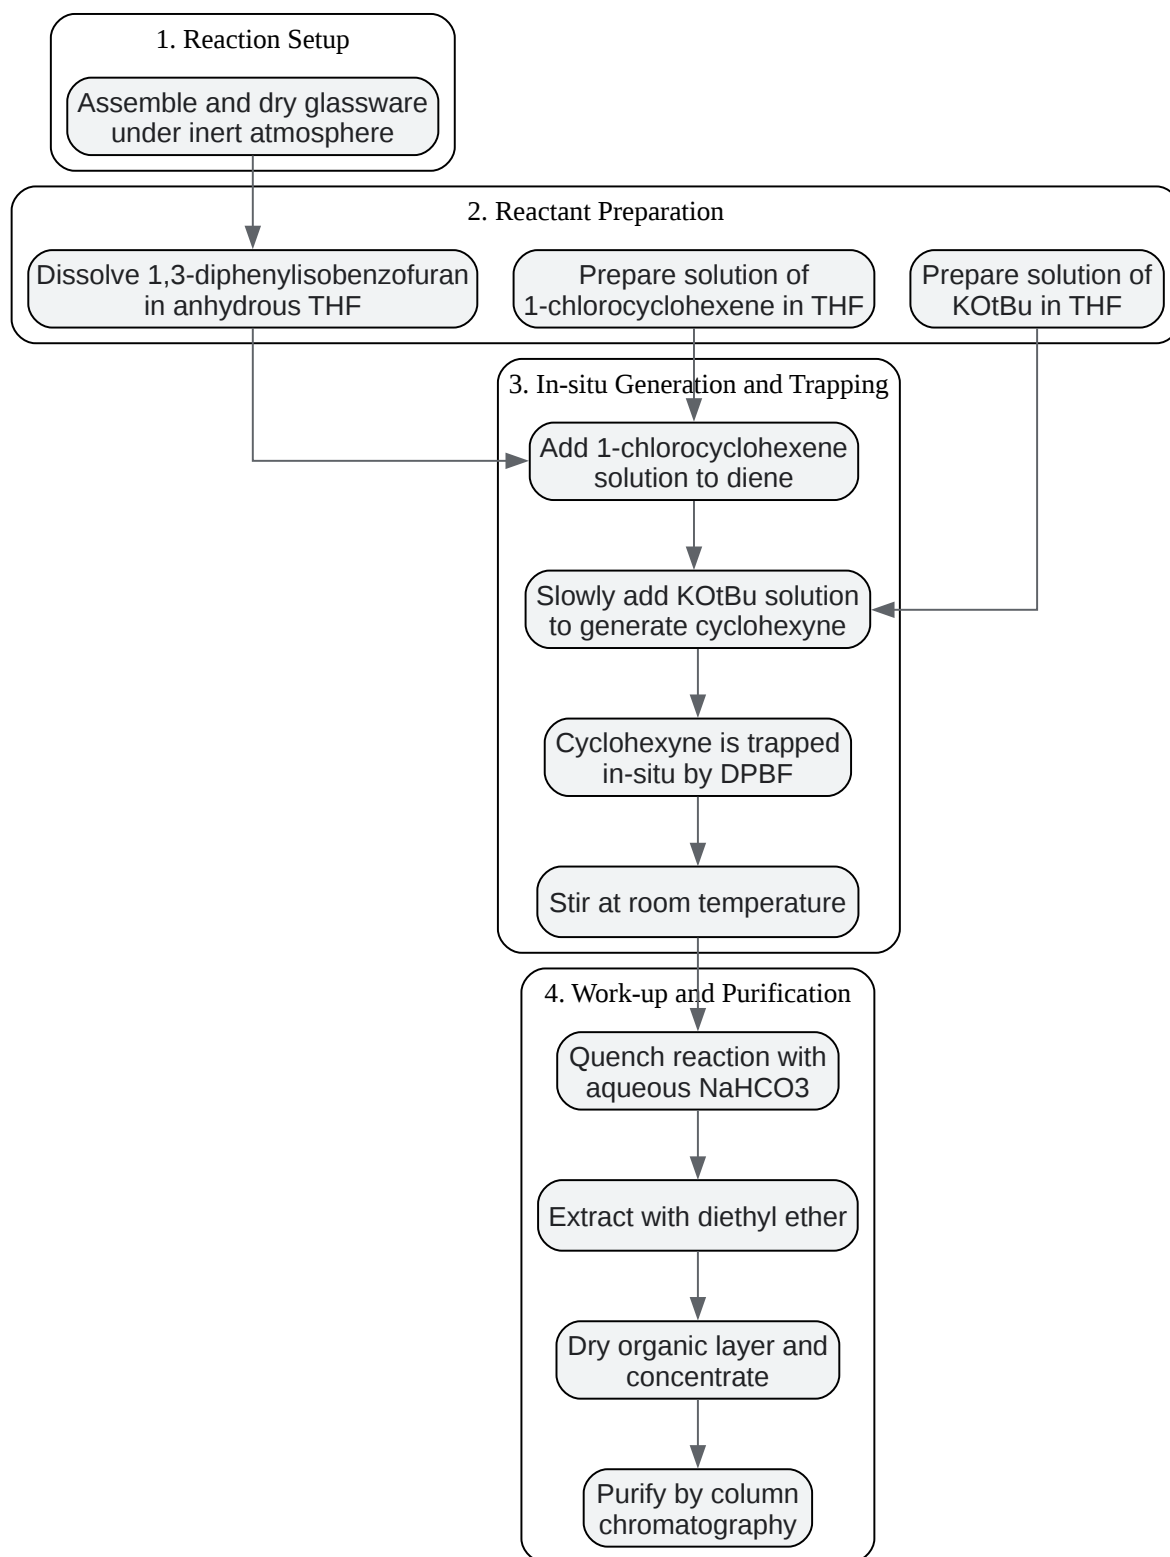 1. Reaction Setup
Assemble and dry glassware
under inert atmosphere
2. Reactant Preparation
Dissolve 1,3-diphenylisobenzofuran
in anhydrous THF
Prepare solution of
1-chlorocyclohexene in THF
Prepare solution of
KOtBu in THF
3. In-situ Generation and Trapping
Add 1-chlorocyclohexene
solution to diene
Slowly add KOtBu solution
to generate cyclohexyne
Cyclohexyne is trapped
in-situ by DPBF
Stir at room temperature
4. Work-up and Purification
Quench reaction with
aqueous NaHCO3
Extract with diethyl ether
Dry organic layer and
concentrate
Purify by column
chromatography